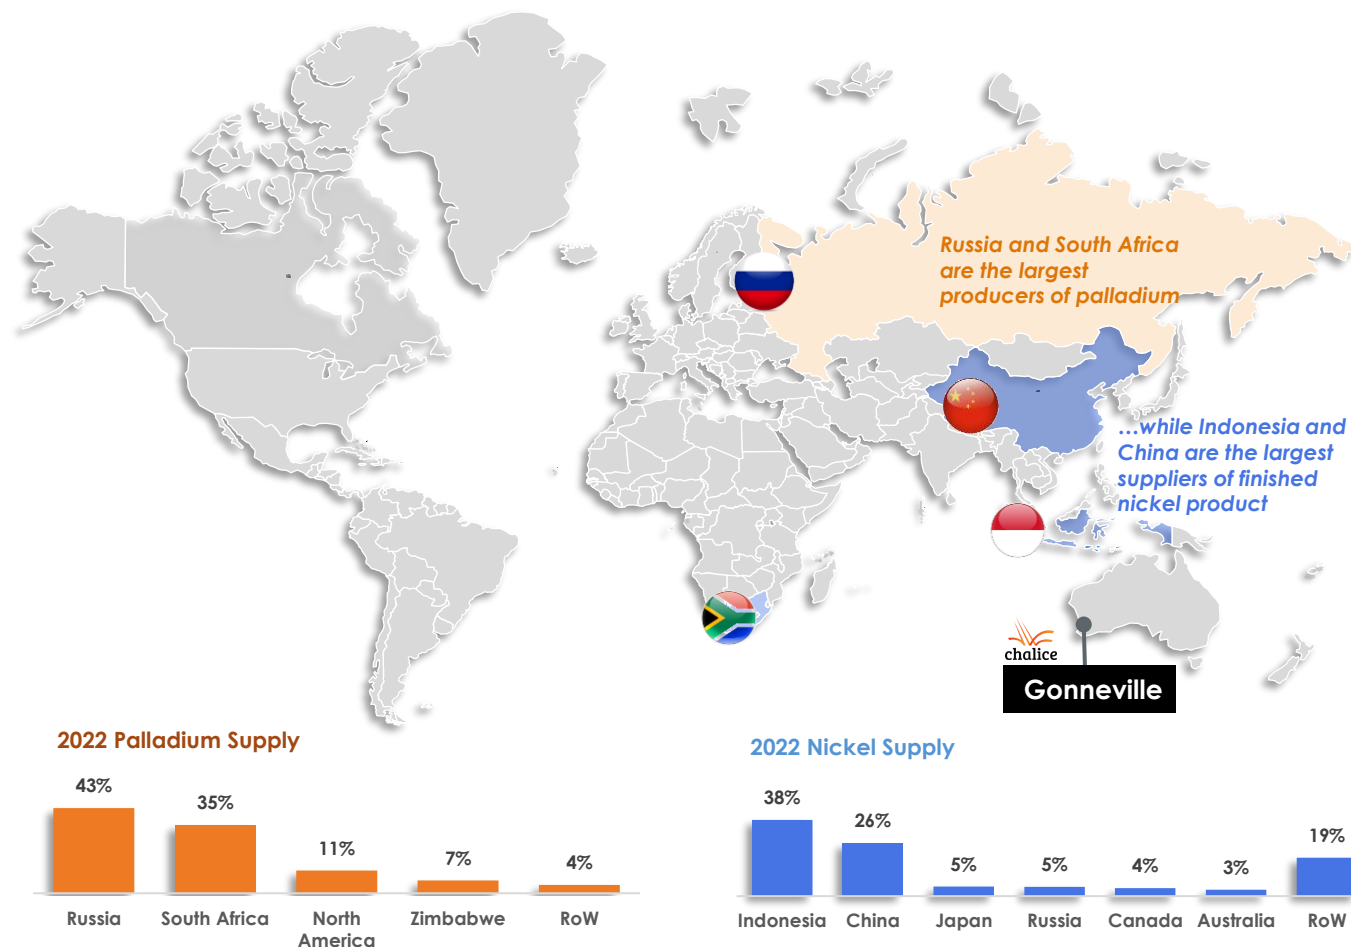 Russia and South Africa
are the largest
producers of palladium
…while Indonesia and
China are the largest
suppliers of finished
nickel product
chalice
Gonneville
2022 Palladium Supply
43%
35%
11%
7%
4%
Russia
South Africa
North
America
Zimbabwe
RoW
2022 Nickel Supply
38%
26%
5%
5%
4%
3%
19%
Indonesia
China
Japan
Russia
Canada
Australia
RoW